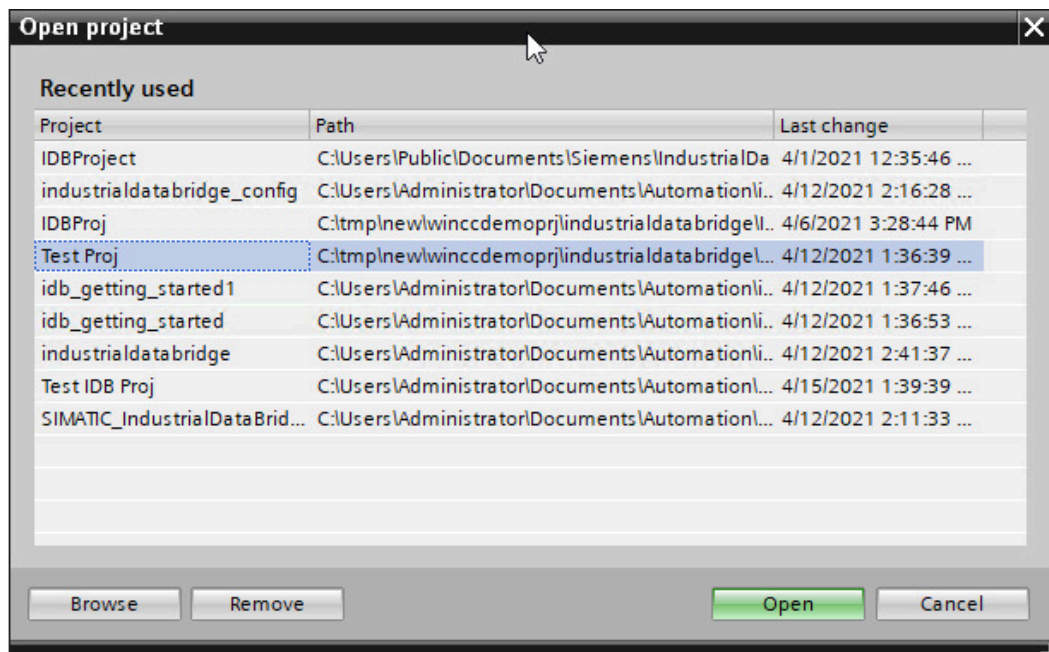 Open project
Recently used
Project Path Last change
IDBProject C:\Users\Public\Documents\Siemens\IndustrialDa 4/1/2021 12:35:46 ...
industrialdatabridge_config C:\Users\Administrator\Documents\Automation\i.. 4/12/2021 2:16:28 ...
IDBProj C:\tmp\new\winccdemoprj\industrialdatabridge\I.. 4/6/2021 3:28:44 PM
Test Proj C:\tmp\new\winccdemoprj\industrialdatabridge\... 4/12/2021 1:36:39 ...
idb_getting_started1 C:\Users\Administrator\Documents\Automation\i.. 4/12/2021 1:37:46 ...
idb_getting_started C:\Users\Administrator\Documents\Automation\i.. 4/12/2021 1:36:53 ...
industrialdatabridge C:\Users\Administrator\Documents\Automation\i.. 4/12/2021 2:41:37 ...
Test IDB Proj C:\Users\Administrator\Documents\Automation\... 4/15/2021 1:39:39 ...
SIMATIC_IndustrialDataBrid... C:\Users\Administrator\Documents\Automation\... 4/12/2021 2:11:33 ...
Browse Remove Open Cancel